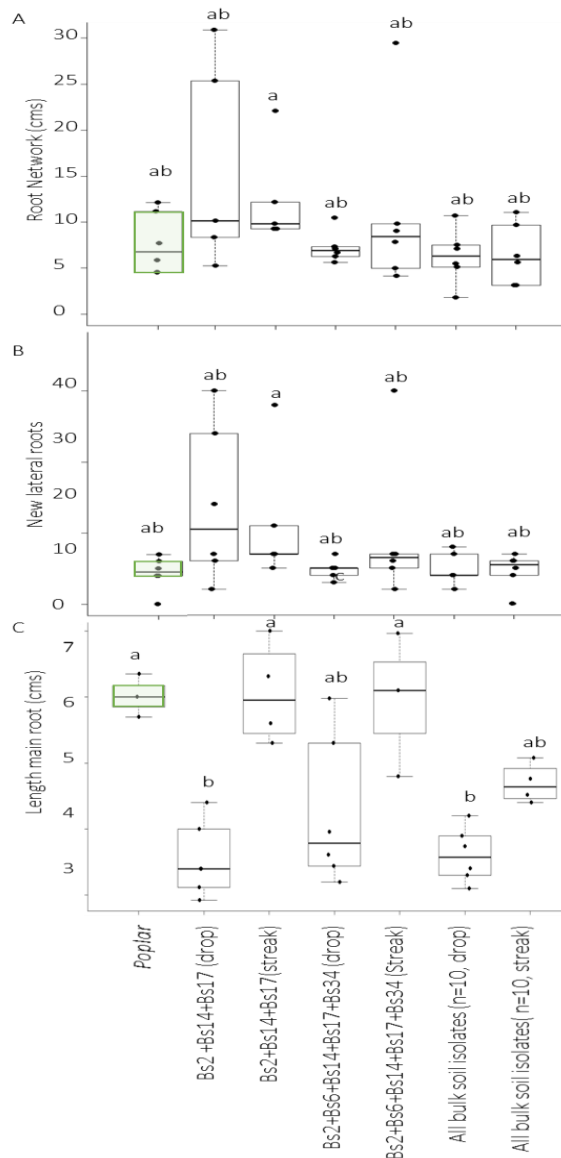 A
Root Network (cms)
30
25
20
15
10
5
0
ab
ab
a
ab
ab
ab
ab
B
New lateral roots
40
30
20
10
0
ab
ab
a
ab
c
ab
ab
ab
C
Length main root (cms)
7
6
5
4
3
a
b
a
ab
a
b
ab
Poplar
Bs2+Bs14+Bs17 (drop)
Bs2+Bs14+Bs17(streak)
Bs2+Bs6+Bs14+Bs17+Bs34 (drop)
Bs2+Bs6+Bs14+Bs17+Bs34 (Streak)
All bulk soil isolates (n=10, drop)
All bulk soil isolates( n=10, streak)